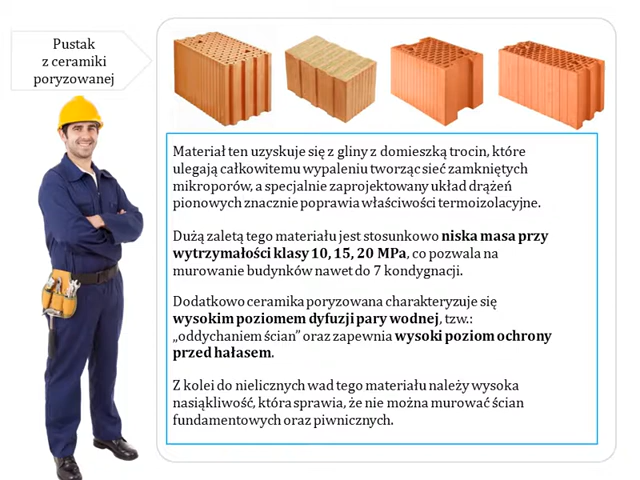 Pustak
z ceramiki
poryzowanej
Materiał ten uzyskuje się z gliny z domieszką trocin, które
ulegają całkowitemu wypaleniu tworząc sieć zamkniętych
mikroporów, a specjalnie zaprojektowany układ drążeń
pionowych znacznie poprawia właściwości termoizolacyjne.
Dużą zaletą tego materiału jest stosunkowo niska masa przy
wytrzymałości klasy 10, 15, 20 MPa, co pozwala na
murowanie budynków nawet do 7 kondygnacji.
Dodatkowo ceramika poryzowana charakteryzuje się
wysokim poziomem dyfuzji pary wodnej, tzw.:
„oddychaniem ścian” oraz zapewnia wysoki poziom ochrony
przed hałasem.
Z kolei do nielicznych wad tego materiału należy wysoka
nasiąkliwość, która sprawia, że nie można murować ścian
fundamentowych oraz piwnicznych.